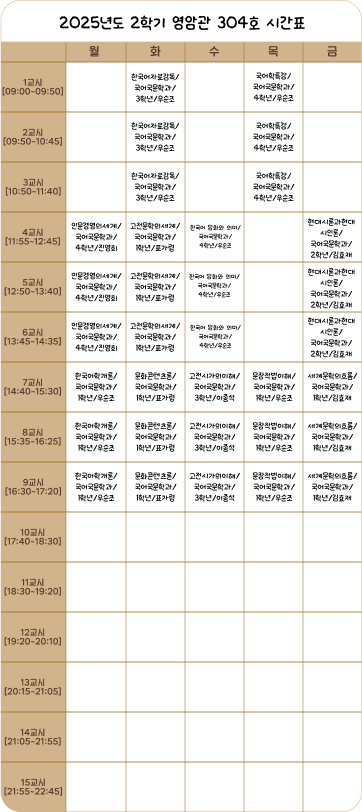 2025년도 2학기 영암관 304호 시간표
월 화 수 목 금
1교시
[09:00~09:50]
한국어자료강독/
국어국문학과/
3학년/우순조
국어학특강/
국어국문학과/
4학년/우순조
2교시
[09:50~10:45]
한국어자료강독/
국어국문학과/
3학년/우순조
국어학특강/
국어국문학과/
4학년/우순조
3교시
[10:50~11:40]
한국어자료강독/
국어국문학과/
3학년/우순조
국어학특강/
국어국문학과/
4학년/우순조
4교시
[11:55~12:45]
인문경영의세계/
국어국문학과/
4학년/진명희
고전문학의세계/
국어국문학과/
1학년/표가령
한국어 문화와 의미/
국어국문학과/
4학년/우순조
현대시론과현대
시인론/
국어국문학과/
2학년/김효재
5교시
[12:50~13:40]
인문경영의세계/
국어국문학과/
4학년/진명희
고전문학의세계/
국어국문학과/
1학년/표가령
한국어 문화와 의미/
국어국문학과/
4학년/우순조
현대시론과현대
시인론/
국어국문학과/
2학년/김효재
6교시
[13:45~14:35]
인문경영의세계/
국어국문학과/
4학년/진명희
고전문학의세계/
국어국문학과/
1학년/표가령
한국어 문화와 의미/
국어국문학과/
4학년/우순조
현대시론과현대
시인론/
국어국문학과/
2학년/김효재
7교시
[14:40~15:30]
한국어학개론/
국어국문학과/
1학년/우순조
문화콘텐츠론/
국어국문학과/
1학년/표가령
고전시가의이해/
국어국문학과/
3학년/이종석
문장작법이해/
국어국문학과/
1학년/우순조
세계문학의흐름/
국어국문학과/
1학년/김효재
8교시
[15:35~16:25]
한국어학개론/
국어국문학과/
1학년/우순조
문화콘텐츠론/
국어국문학과/
1학년/표가령
고전시가의이해/
국어국문학과/
3학년/이종석
문장작법이해/
국어국문학과/
1학년/우순조
세계문학의흐름/
국어국문학과/
1학년/김효재
9교시
[16:30~17:20]
한국어학개론/
국어국문학과/
1학년/우순조
문화콘텐츠론/
국어국문학과/
1학년/표가령
고전시가의이해/
국어국문학과/
3학년/이종석
문장작법이해/
국어국문학과/
1학년/우순조
세계문학의흐름/
국어국문학과/
1학년/김효재
10교시
[17:40~18:30]
11교시
[18:30~19:20]
12교시
[19:20~20:10]
13교시
[20:15~21:05]
14교시
[21:05~21:55]
15교시
[21:55~22:45]